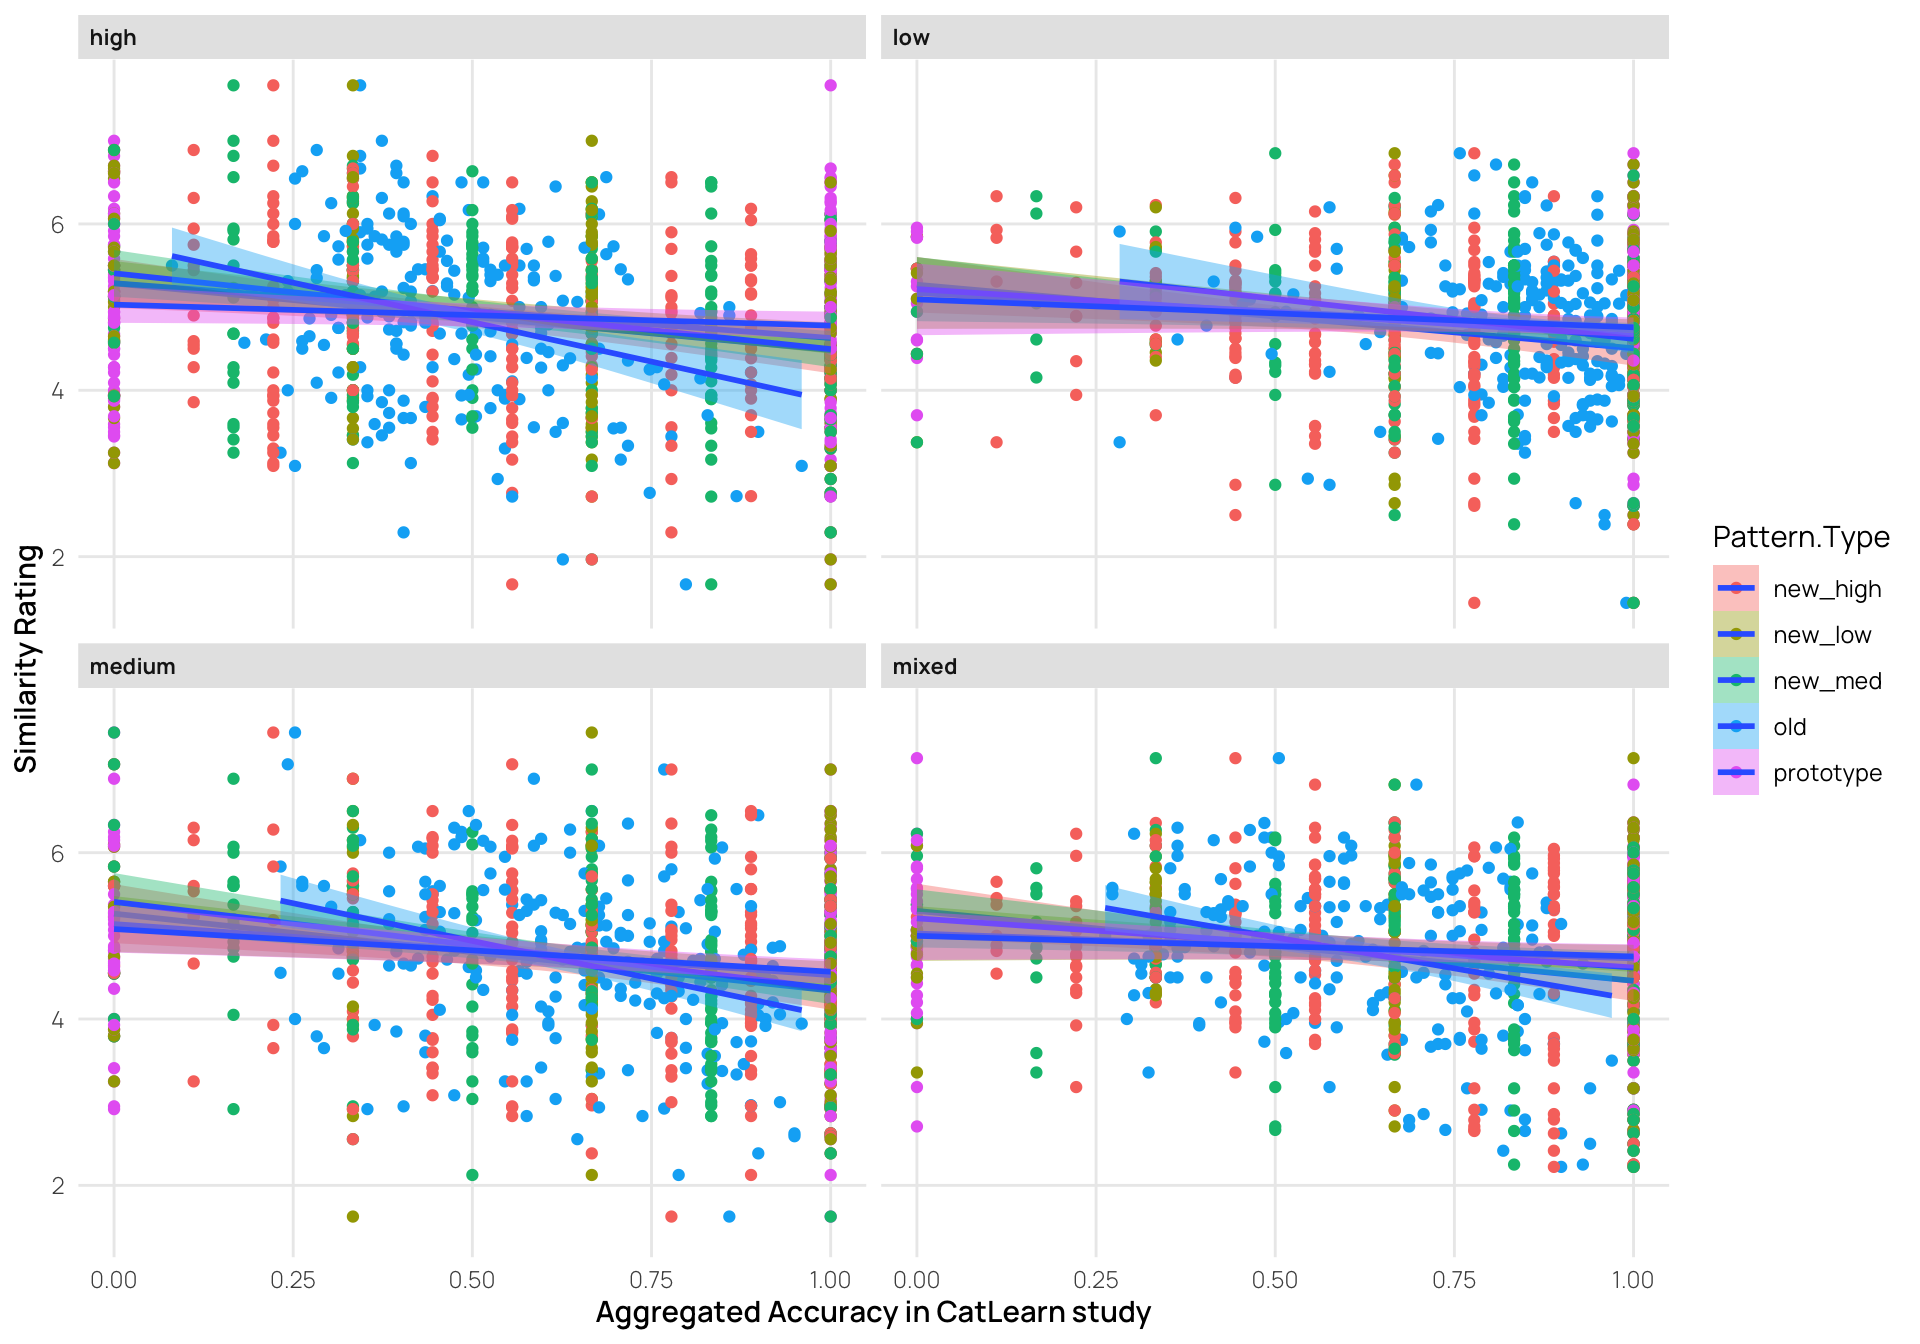 high
low
6
4
2
Similarity Rating
medium
mixed
6
4
2
0.00 0.25 0.50 0.75 1.00 0.00 0.25 0.50 0.75 1.00
Aggregated Accuracy in CatLearn study
Pattern.Type
new_high
new_low
new_med
old
prototype